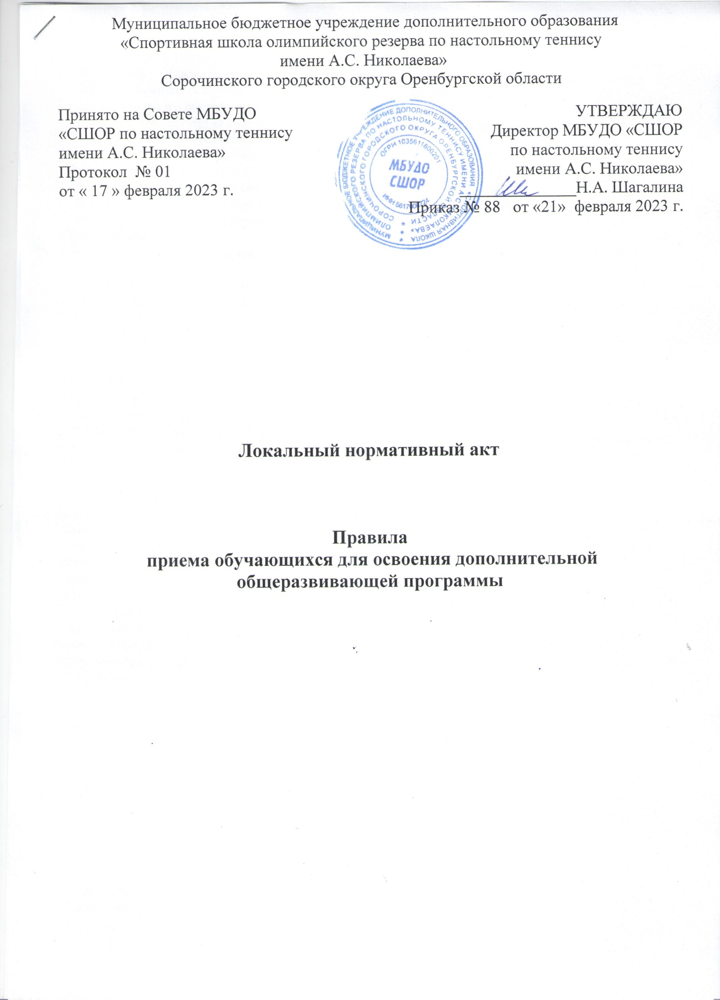 Муниципальное бюджетное учреждение дополнительного образования
«Спортивная школа олимпийского резерва по настольному теннису
имени А.С. Николаева»
Сорочинского городского округа Оренбургской области
Принято на Совете МБУДО
«СШОР по настольному теннису
имени А.С. Николаева»
Протокол № 01
от « 17 » февраля 2023 г.
УТВЕРЖДАЮ
Директор МБУДО «СШОР
по настольному теннису
имени А.С. Николаева»
Н.А. Шагалина
Приказ № 88 от «21» февраля 2023 г.
МУНИЦИПАЛЬНОЕ БЮДЖЕТНОЕ УЧРЕЖДЕНИЕ ДОПОЛНИТЕЛЬНОГО ОБРАЗОВАНИЯ «СПОРТИВНАЯ ШКОЛА
ОЛИМПИЙСКОГО РЕЗЕРВА ПО НАСТОЛЬНОМУ ТЕННИСУ ИМЕНИ А.С. НИКОЛАЕВА»
СОРОЧИНСКОГО ГОРОДСКОГО ОКРУГА ОРЕНБУРГСКОЙ ОБЛАСТИ
ОГРН 1035611800201
МБУДО
СШОР
ИНН
Локальный нормативный акт
Правила
приема обучающихся для освоения дополнительной
общеразвивающей программы